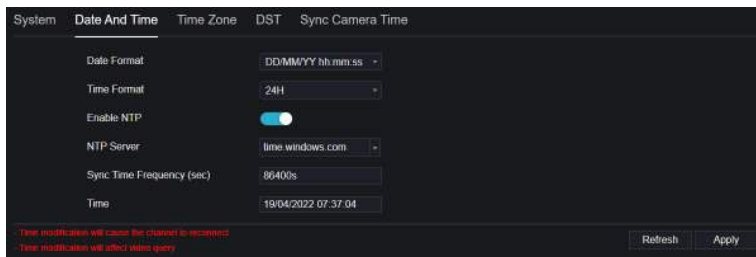 System Date And Time Time Zone DST Sync Camera Time
Date Format DD/MM/YY hh:mm:ss
Time Format 24H
Enable NTP
NTP Server time.windows.com
Sync Time Frequency (sec) 86400s
Time 19/04/2022 07:37:04
- Time modification will cause the channel to reconnect
- Time modification will affect video query
Refresh Apply